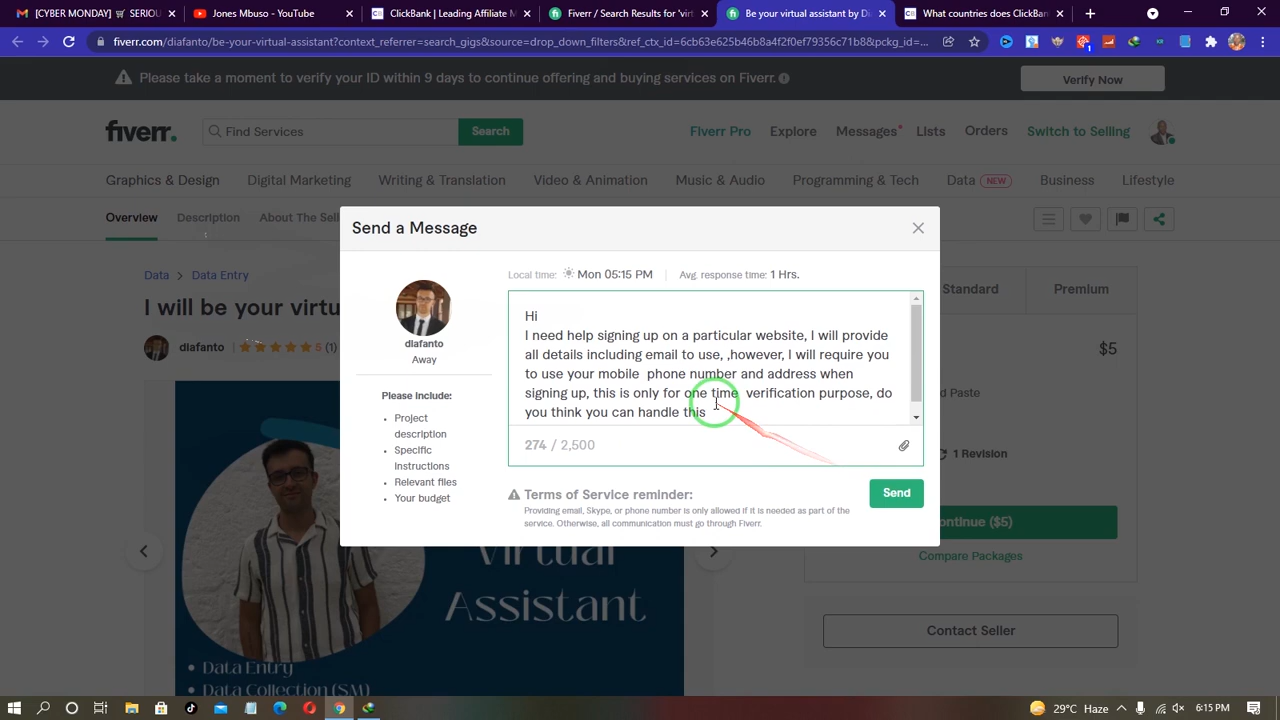 [CYBER MONDAY] 🛒 SERIOU
Jones Mbuso - YouTube
ClickBank | Leading Affiliate M
Fiverr / Search Results for 'virt
Be your virtual assistant by Di
What countries does ClickBan
fiverr.com/diafanto/be-your-virtual-assistant?context_referrer=search_gigs&source=drop_down_filters&ref_ctx_id=6cb63e625b46b8a4f2f0ef79356c71b8&pckg_id=...
Please take a moment to verify your ID within 9 days to continue offering and buying services on Fiverr.
Verify Now
fiverr.
Find Services
Search
Fiverr Pro
Explore
Messages
Lists
Orders
Switch to Selling
Graphics & Design
Digital Marketing
Writing & Translation
Video & Animation
Music & Audio
Programming & Tech
Data NEW
Business
Lifestyle
Overview
Description
About The Sell
Send a Message
Data > Data Entry
I will be your virtu
diafanto
5 (1)
diafanto
Away
Please include:
• Project description
• Specific instructions
• Relevant files
• Your budget
Local time: Mon 05:15 PM | Avg. response time: 1 Hrs.
Hi
I need help signing up on a particular website, I will provide
all details including email to use, ,however, I will require you
to use your mobile phone number and address when
signing up, this is only for one time verification purpose, do
you think you can handle this
274 / 2,500
Terms of Service reminder:
Providing email, Skype, or phone number is only allowed if it is needed as part of the
service. Otherwise, all communication must go through Fiverr.
Send
Standard
Premium
$5
Paste
1 Revision
ontinue ($5)
Compare Packages
Contact Seller
Virtual
Assistant
• Data Entry
• Data Collection (SM)
29°C Haze
6:15 PM